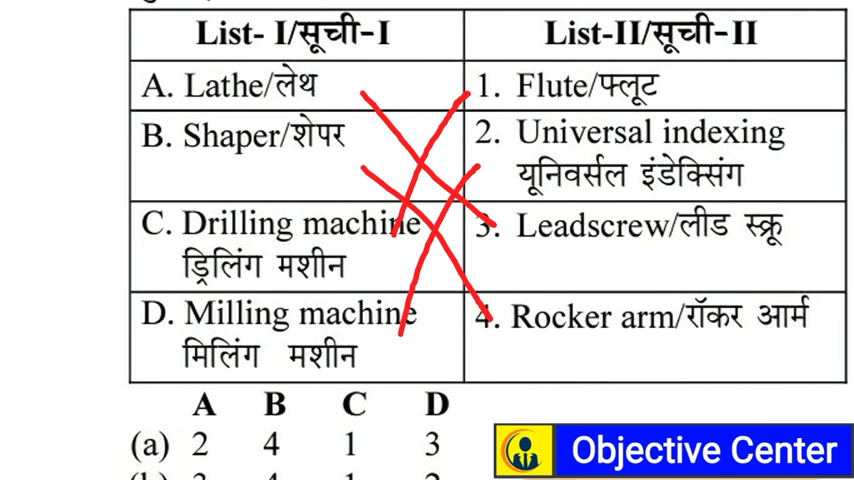 List- I/सूची-I
List-II/सूची-II
A. Lathe/लेथ
1. Flute/फ्लूट
B. Shaper/शेपर
2. Universal indexing
यूनिवर्सल इंडेक्सिंग
C. Drilling machine
ड्रिलिंग मशीन
3. Leadscrew/लीड स्क्रू
D. Milling machine
मिलिंग मशीन
4. Rocker arm/रॉकर आर्म
A B C D
(a) 2 4 1 3
Objective Center